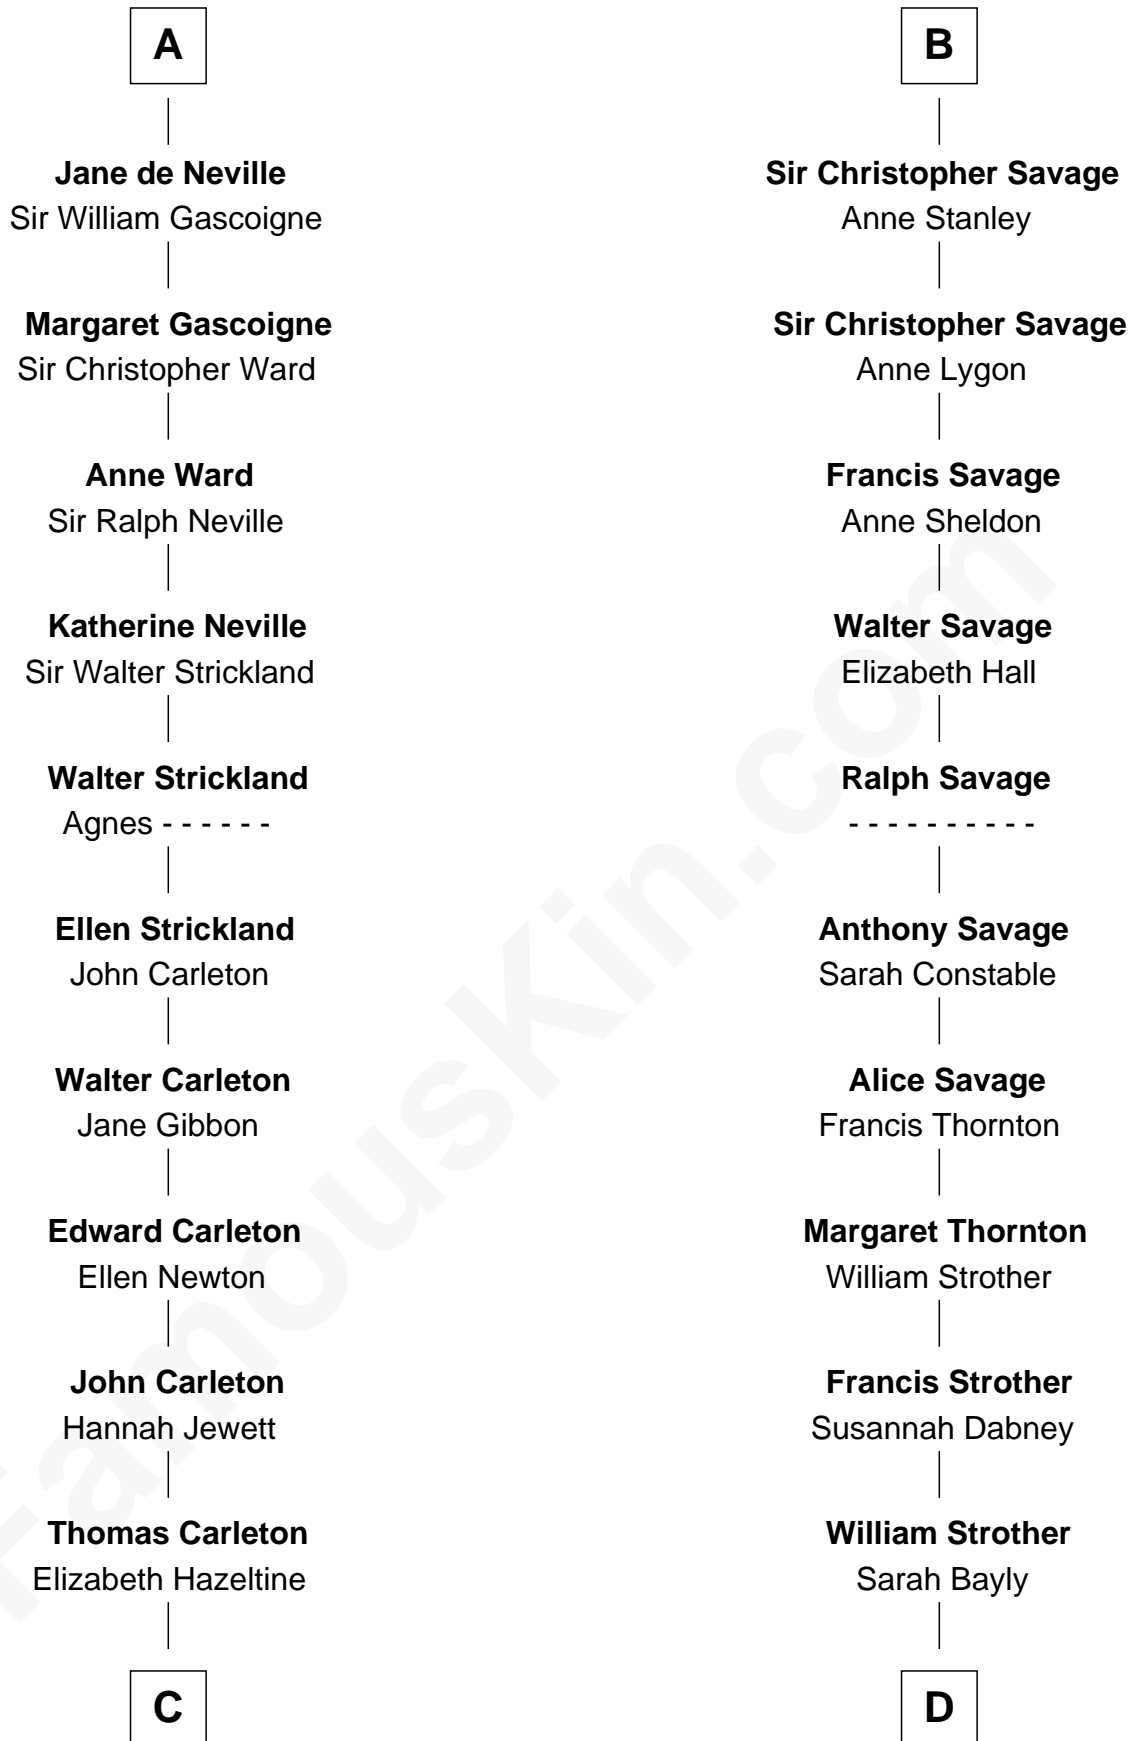 A
Jane de Neville
Sir William Gascoigne
Margaret Gascoigne
Sir Christopher Ward
Anne Ward
Sir Ralph Neville
Katherine Neville
Sir Walter Strickland
Walter Strickland
Agnes - - - - - -
Ellen Strickland
John Carleton
Walter Carleton
Jane Gibbon
Edward Carleton
Ellen Newton
John Carleton
Hannah Jewett
Thomas Carleton
Elizabeth Hazeltine
C
B
Sir Christopher Savage
Anne Stanley
Sir Christopher Savage
Anne Lygon
Francis Savage
Anne Sheldon
Walter Savage
Elizabeth Hall
Ralph Savage
- - - - - - - - - -
Anthony Savage
Sarah Constable
Alice Savage
Francis Thornton
Margaret Thornton
William Strother
Francis Strother
Susannah Dabney
William Strother
Sarah Bayly
D
FamousKin.com